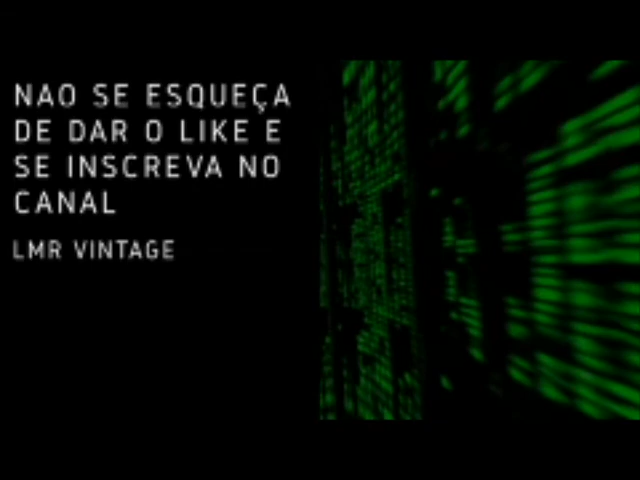 NAO SE ESQUEÇA
DE DAR O LIKE E
SE INSCREVA NO
CANAL
LMR VINTAGE